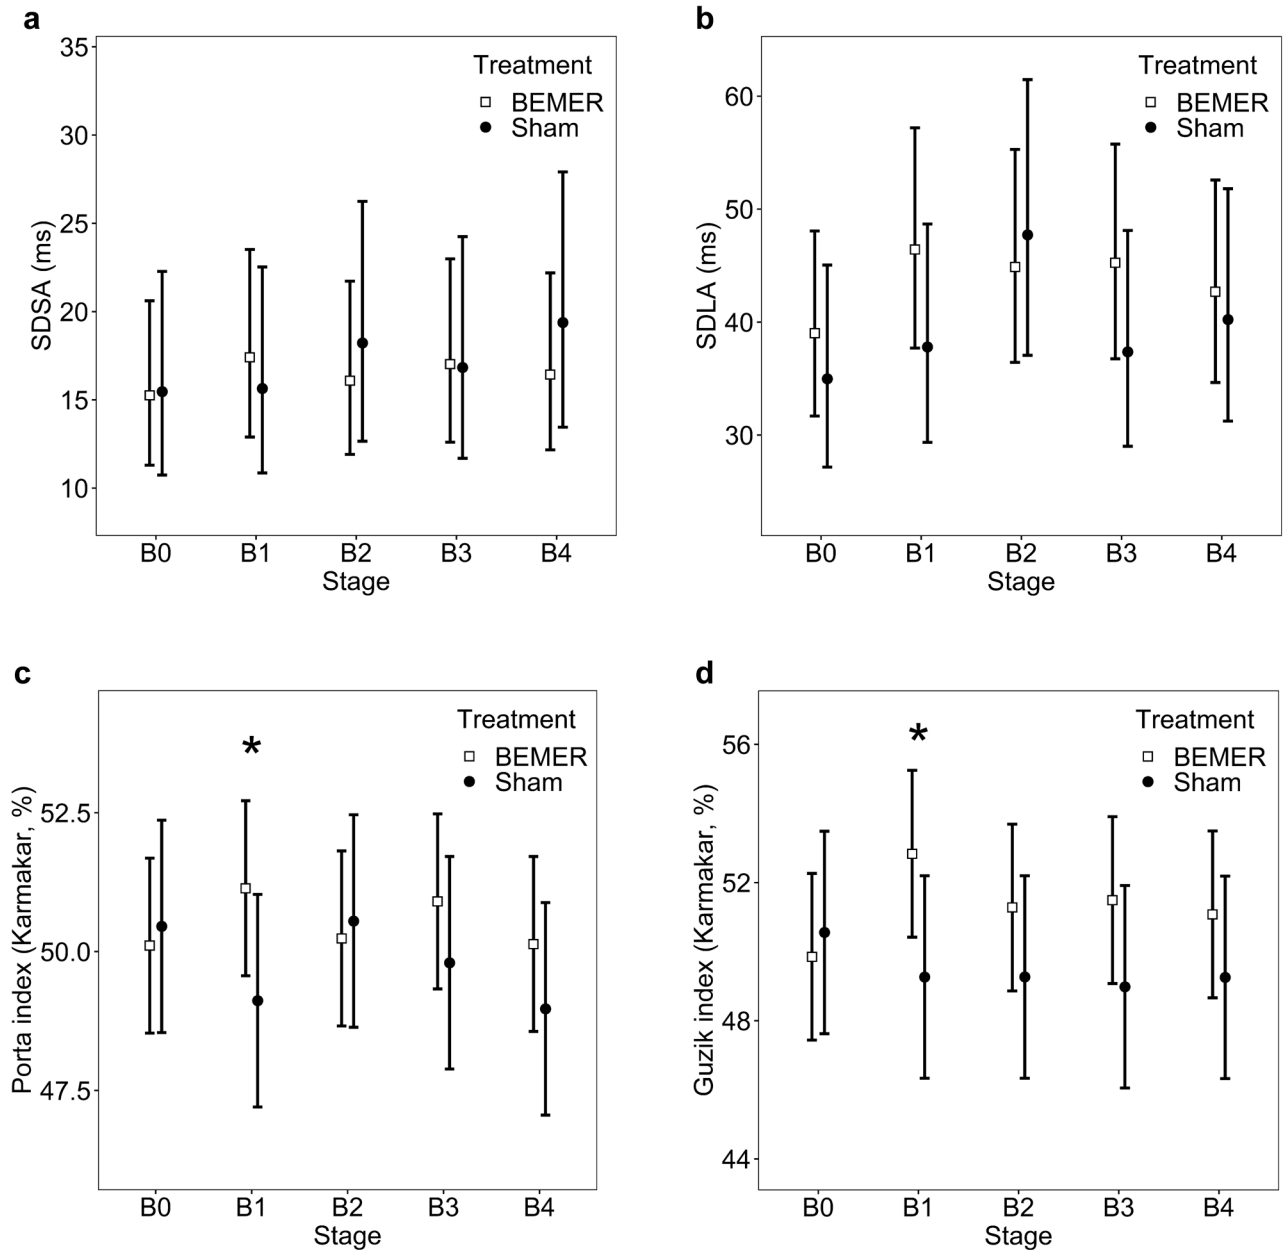 a
35
30
25
20
15
10
SDSA (ms)
Treatment
BEMER
Sham
B0 B1 B2 B3 B4
Stage
b
60
50
40
30
SDLA (ms)
Treatment
BEMER
Sham
B0 B1 B2 B3 B4
Stage
c
52.5
50.0
47.5
Porta index (Karmakar, %)
Treatment
BEMER
Sham
*
B0 B1 B2 B3 B4
Stage
d
56
52
48
44
Guzik index (Karmakar, %)
Treatment
BEMER
Sham
*
B0 B1 B2 B3 B4
Stage